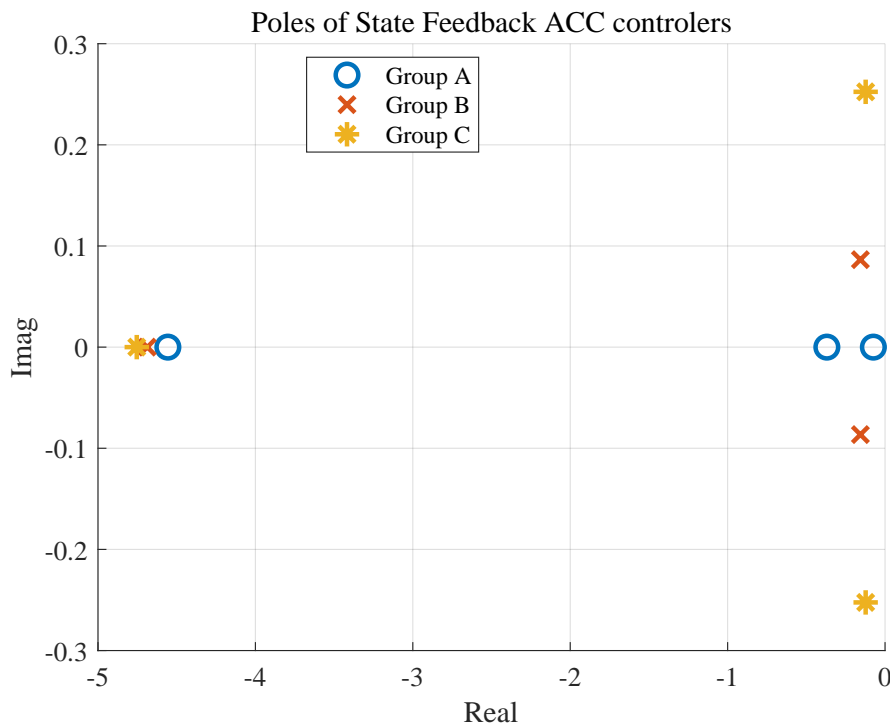 Poles of State Feedback ACC controlers
Group A
Group B
Group C
0.3
0.2
0.1
0
-0.1
-0.2
-0.3
Imag
-5
-4
-3
-2
-1
0
Real